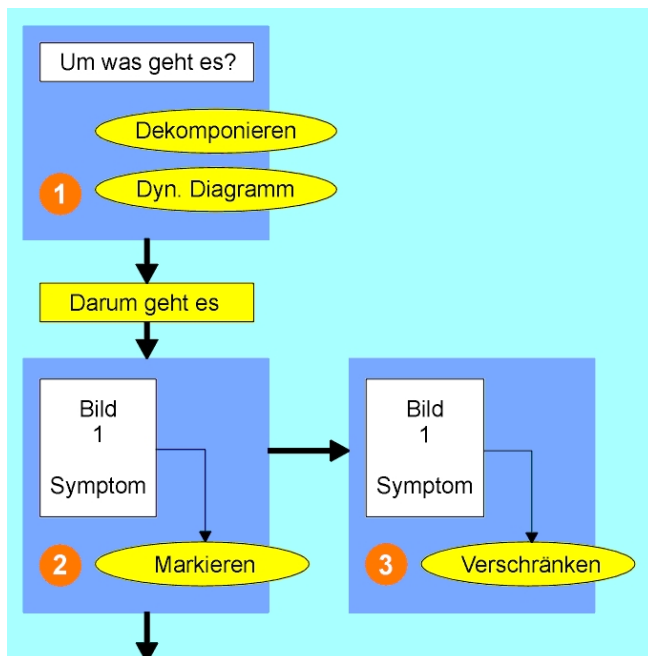 Um was geht es?
Dekomponieren
1
Dyn. Diagramm
Darum geht es
Bild
1
Symptom
2
Markieren
Bild
1
Symptom
3
Verschränken